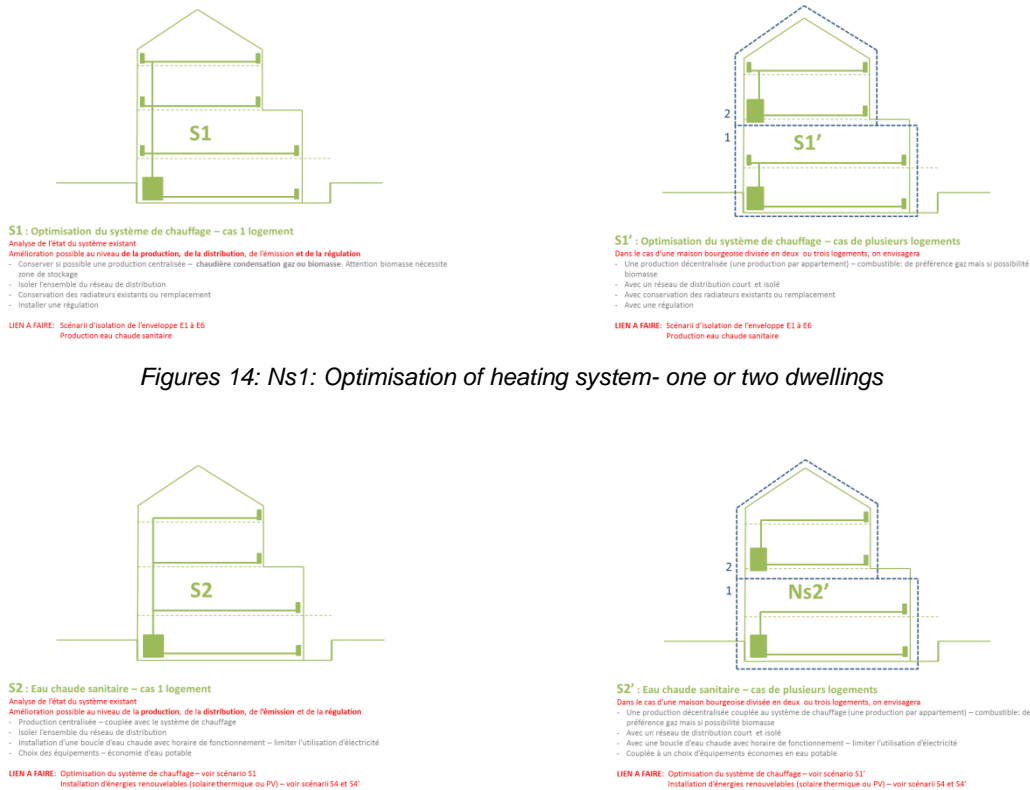 S1
2
1
S1'
S1 : Optimisation du système de chauffage – cas 1 logement
Analyse de l'état du système existant
Amélioration possible au niveau de la production, de la distribution, de l'émission et de la régulation
- Conserver si possible une production centralisée – chaudière condensation gaz ou biomasse. Attention biomasse nécessite
zone de stockage
- Isoler l'ensemble du réseau de distribution
- Conservation des radiateurs existants ou remplacement
- Installer une régulation
LIEN A FAIRE: Scénarii d'isolation de l'enveloppe E1 à E6
Production eau chaude sanitaire
S1' : Optimisation du système de chauffage – cas de plusieurs logements
Dans le cas d'une maison bourgeoise divisée en deux ou trois logements, on envisagera
- Une production décentralisée (une production par appartement) – combustible: de préférence gaz mais si possibilité
biomasse
- Avec un réseau de distribution court et isolé
- Avec conservation des radiateurs existants ou remplacement
- Avec une régulation
LIEN A FAIRE: Scénarii d'isolation de l'enveloppe E1 à E6
Production eau chaude sanitaire
Figures 14: Ns1: Optimisation of heating system- one or two dwellings
S2
2
1
Ns2'
S2 : Eau chaude sanitaire – cas 1 logement
Analyse de l'état du système existant
Amélioration possible au niveau de la production, de la distribution, de l'émission et de la régulation
- Production centralisée – couplée avec le système de chauffage
- Isoler l'ensemble du réseau de distribution
- Installation d'une boucle d'eau chaude avec horaire de fonctionnement – limiter l'utilisation d'électricité
- Choix des équipements – économie d'eau potable
LIEN A FAIRE: Optimisation du système de chauffage – voir scénario S1
Installation d'énergies renouvelables (solaire thermique ou PV) – voir scénarii S4 et S4'
S2' : Eau chaude sanitaire – cas de plusieurs logements
Dans le cas d'une maison bourgeoise divisée en deux ou trois logements, on envisagera
- Une production décentralisée couplée au système de chauffage (une production par appartement) – combustible: de
préférence gaz mais si possibilité biomasse
- Avec un réseau de distribution court et isolé
- Avec une boucle d'eau chaude avec horaire de fonctionnement – limiter l'utilisation d'électricité
- Couplée à un choix d'équipements économes en eau potable
LIEN A FAIRE: Optimisation du système de chauffage – voir scénario S1'
Installation d'énergies renouvelables (solaire thermique ou PV) – voir scénarii S4 et S4'